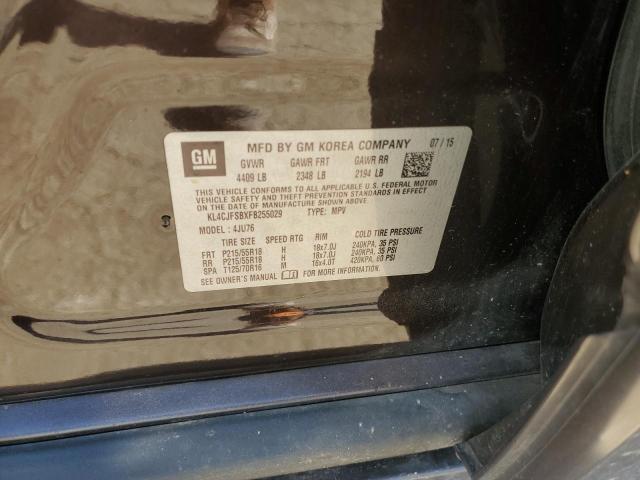 GM
MFD BY GM KOREA COMPANY 07/15
GVWR GAWR FRT GAWR RR
4409 LB 2348 LB 2194 LB
THIS VEHICLE CONFORMS TO ALL APPLICABLE U.S. FEDERAL MOTOR
VEHICLE SAFETY AND THEFT PREVENTION STANDARDS IN EFFECT ON
THE DATE OF MANUFACTURE SHOWN ABOVE.
KL4CJFSBXFB255029 TYPE: MPV
MODEL: 4JU76
TIRE SIZE SPEED RTG RIM COLD TIRE PRESSURE
FRT P215/55R18 H 18x7.0J 240KPA, 35 PSI
RR P215/55R18 H 18x7.0J 240KPA, 35 PSI
SPA T125/70R16 M 16x4.0T 420KPA, 60 PSI
SEE OWNER'S MANUAL FOR MORE INFORMATION.